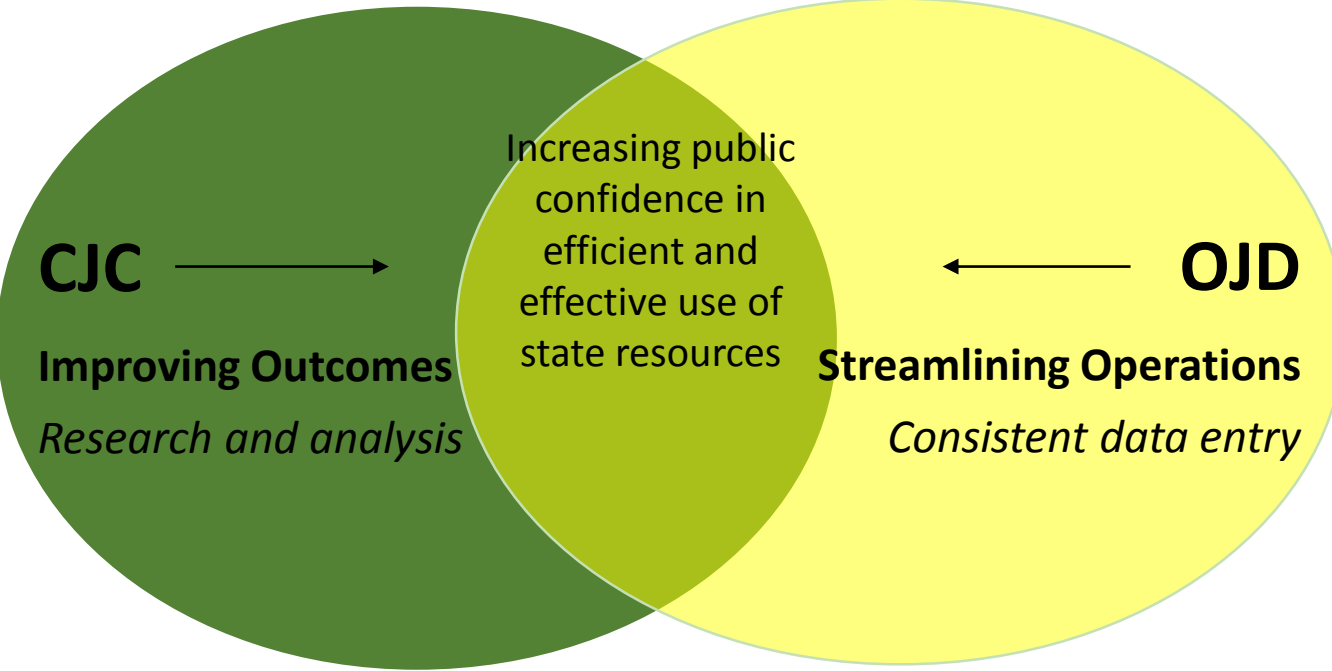 CJC
Improving Outcomes
Research and analysis
Increasing public
confidence in
efficient and
effective use of
state resources
OJD
Streamlining Operations
Consistent data entry